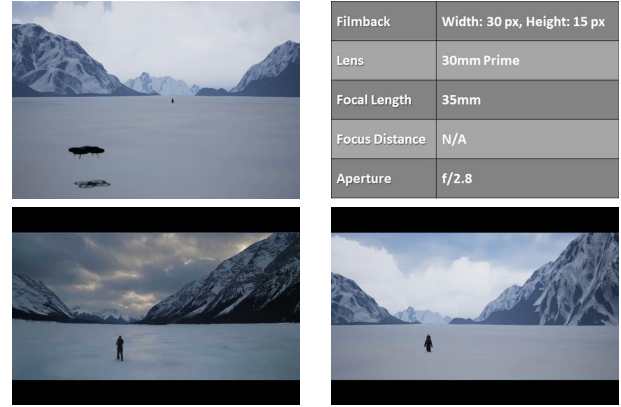 Filmback Width: 30 px, Height: 15 px
Lens 30mm Prime
Focal Length 35mm
Focus Distance N/A
Aperture f/2.8